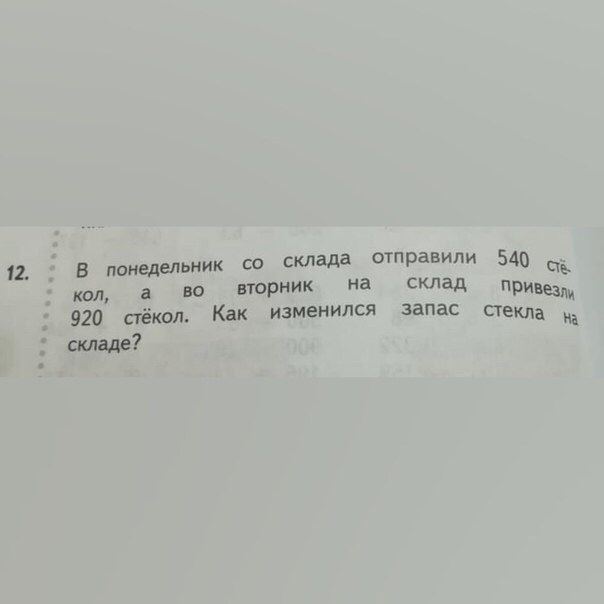 12. В понедельник со склада отправили 540 стё-
кол, а во вторник на склад привезли
920 стёкол. Как изменился запас стекла на
складе?